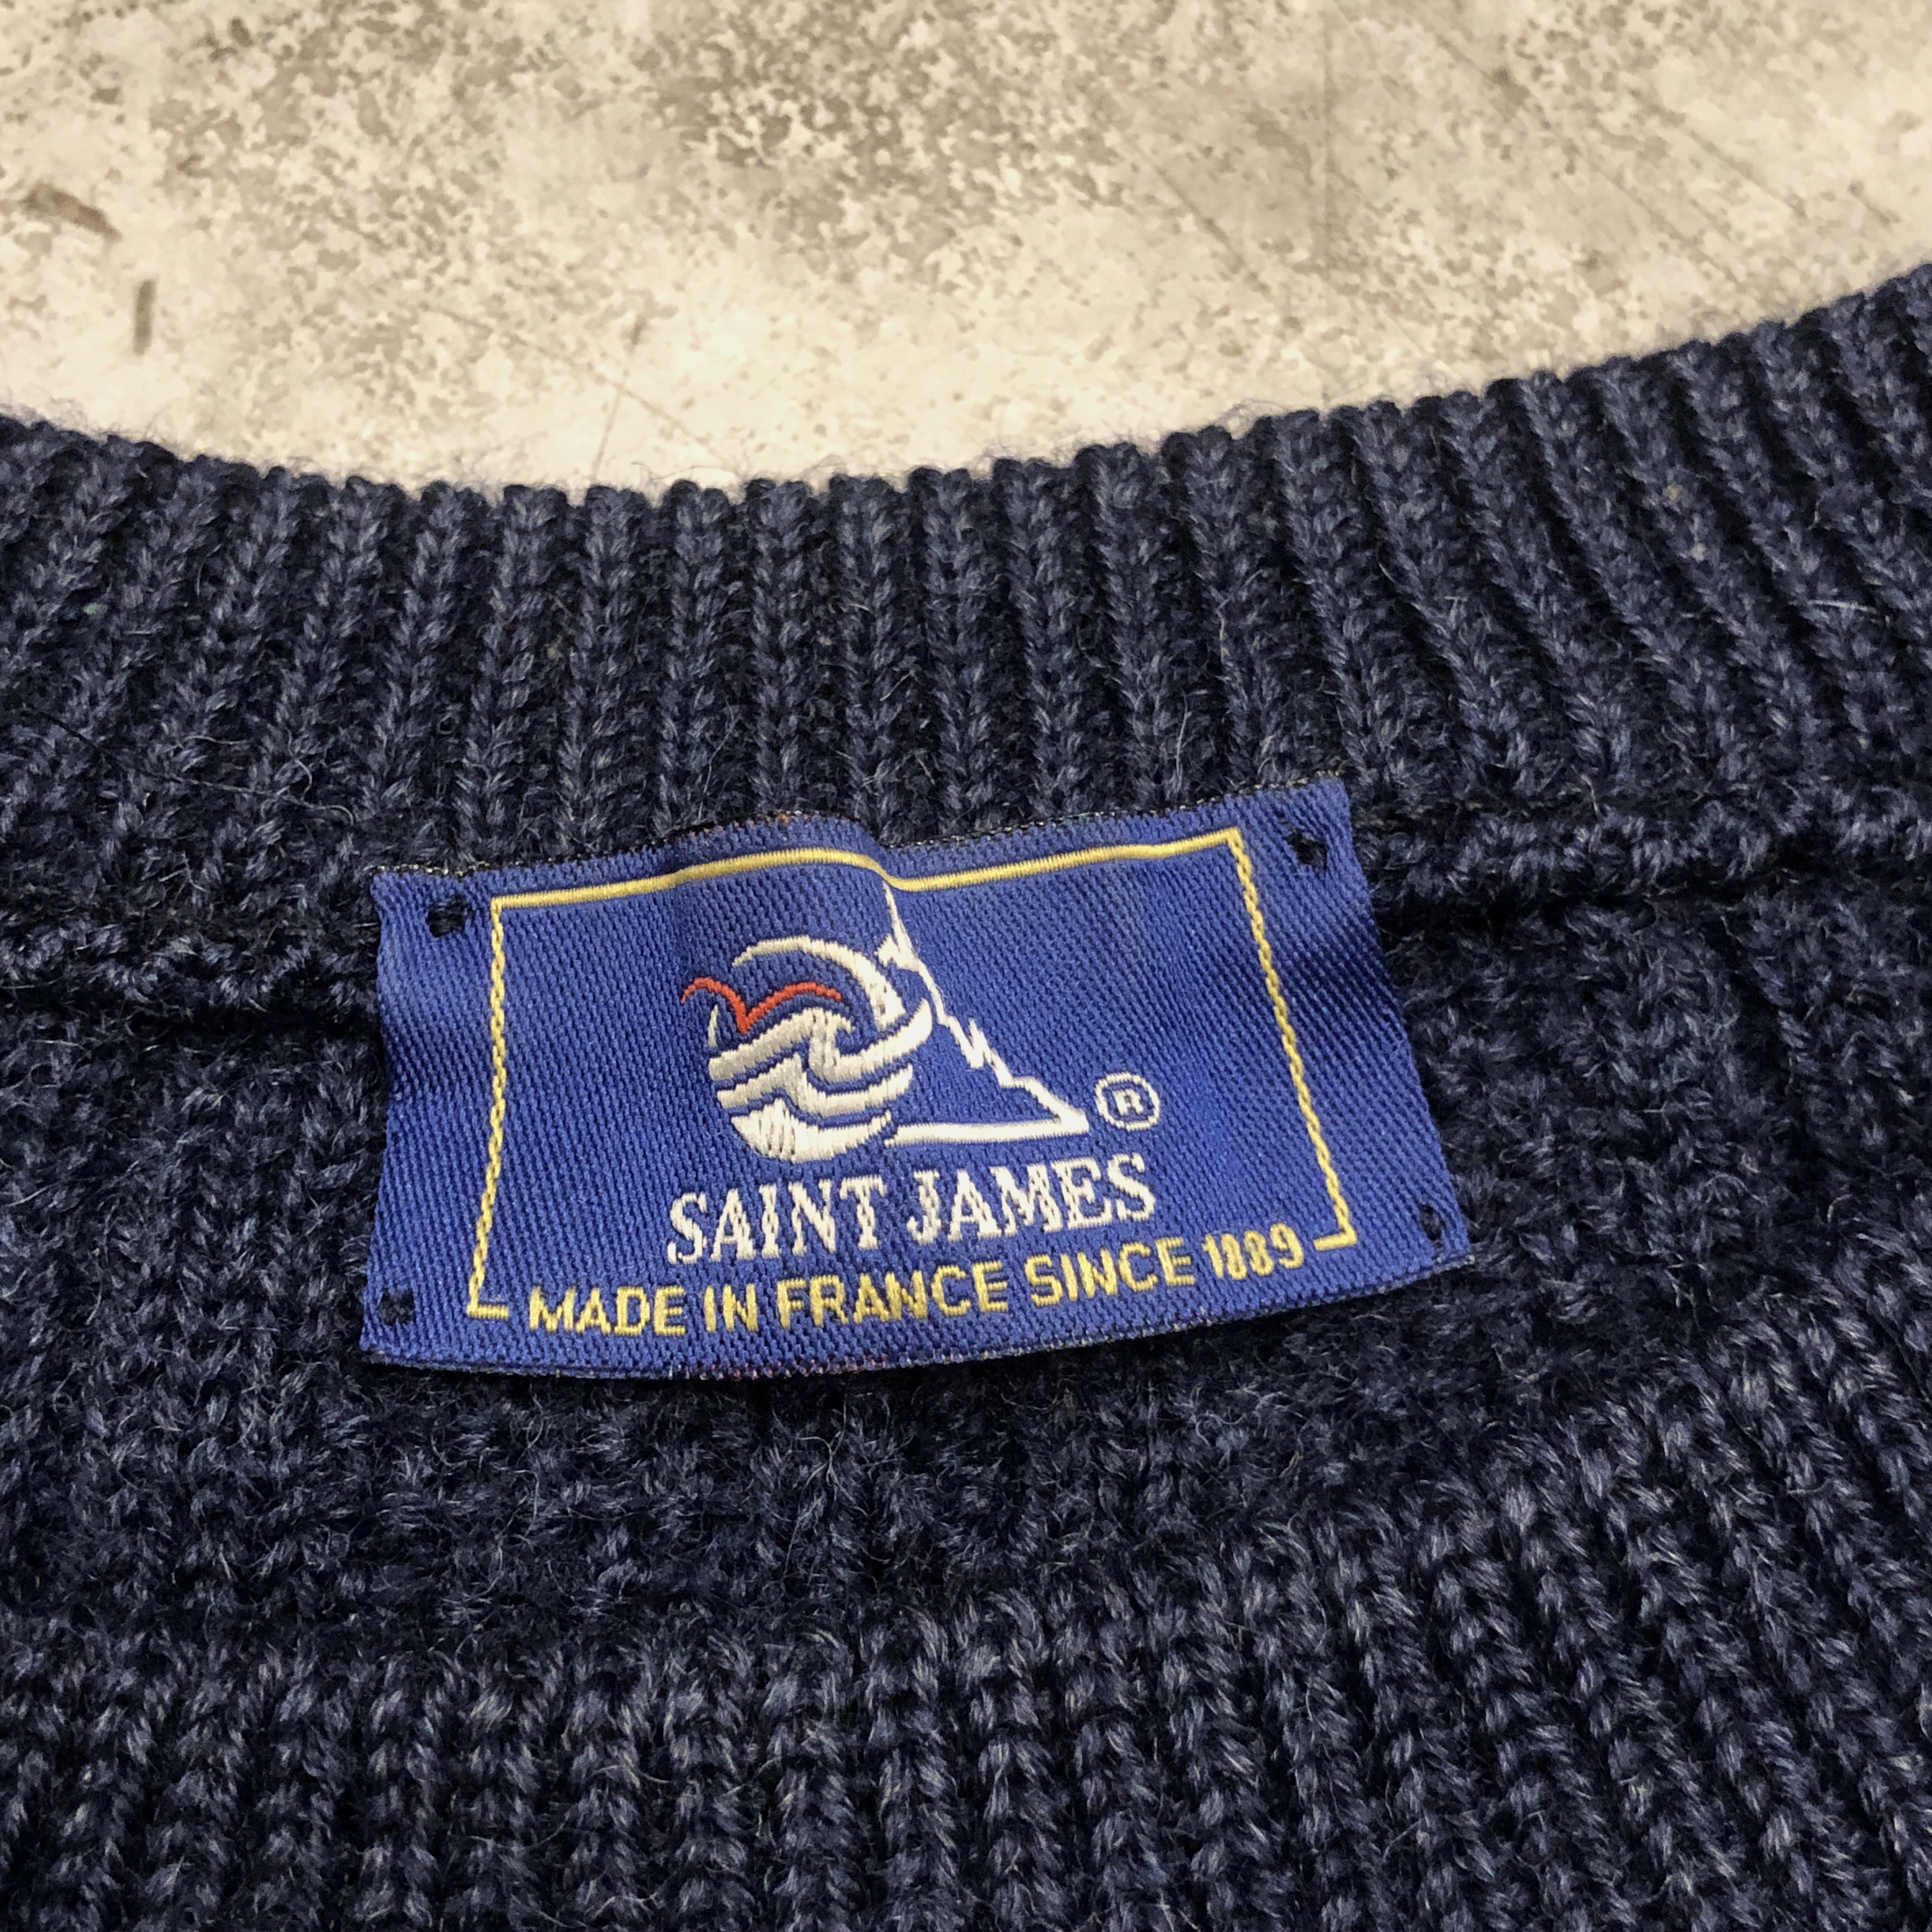 ®
SAINT JAMES
MADE IN FRANCE SINCE 1889